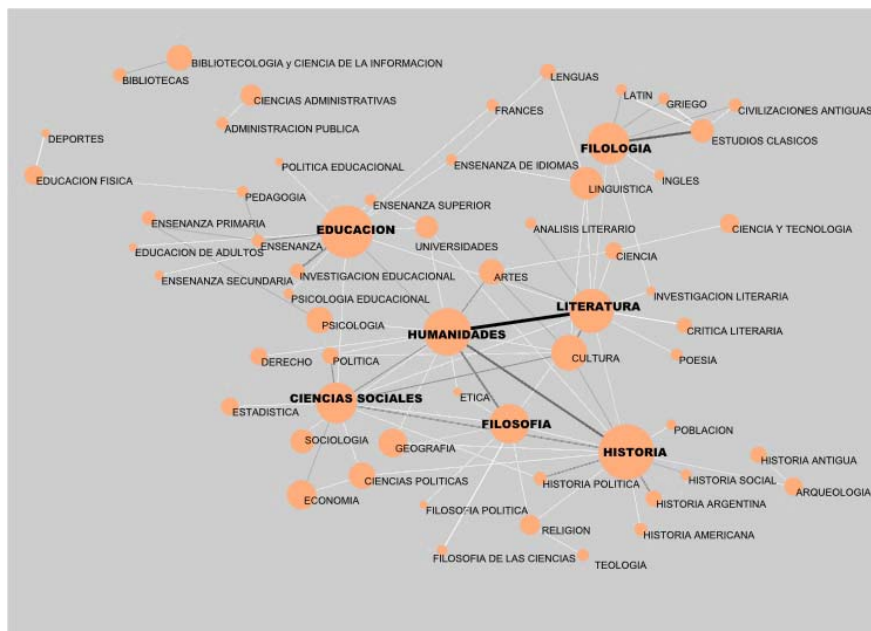 BIBLIOTECOLOGIA y CIENCIA DE LA INFORMACION
BIBLIOTECAS
LENGUAS
CIENCIAS ADMINISTRATIVAS
LATIN
GRIEGO
CIVILIZACIONES ANTIGUAS
FRANCES
ADMINISTRACION PUBLICA
DEPORTES
ESTUDIOS CLASICOS
FILOLOGIA
POLITICA EDUCACIONAL
ENSENANZA DE IDIOMAS
EDUCACION FISICA
INGLES
LINGUISTICA
PEDAGOGIA
ENSENANZA SUPERIOR
ENSENANZA PRIMARIA
EDUCACION
ANALISIS LITERARIO
CIENCIA Y TECNOLOGIA
ENSENANZA
UNIVERSIDADES
EDUCACION DE ADULTOS
CIENCIA
INVESTIGACION EDUCACIONAL
ARTES
ENSENANZA SECUNDARIA
INVESTIGACION LITERARIA
PSICOLOGIA EDUCACIONAL
LITERATURA
PSICOLOGIA
CRITICA LITERARIA
HUMANIDADES
CULTURA
POESIA
DERECHO
POLITICA
CIENCIAS SOCIALES
ETICA
ESTADISTICA
FILOSOFIA
POBLACION
SOCIOLOGIA
GEOGRAFIA
HISTORIA
HISTORIA ANTIGUA
CIENCIAS POLITICAS
HISTORIA POLITICA
HISTORIA SOCIAL
ARQUEOLOGIA
ECONOMIA
HISTORIA ARGENTINA
FILOSOFIA POLITICA
RELIGION
HISTORIA AMERICANA
FILOSOFIA DE LAS CIENCIAS
TEOLOGIA